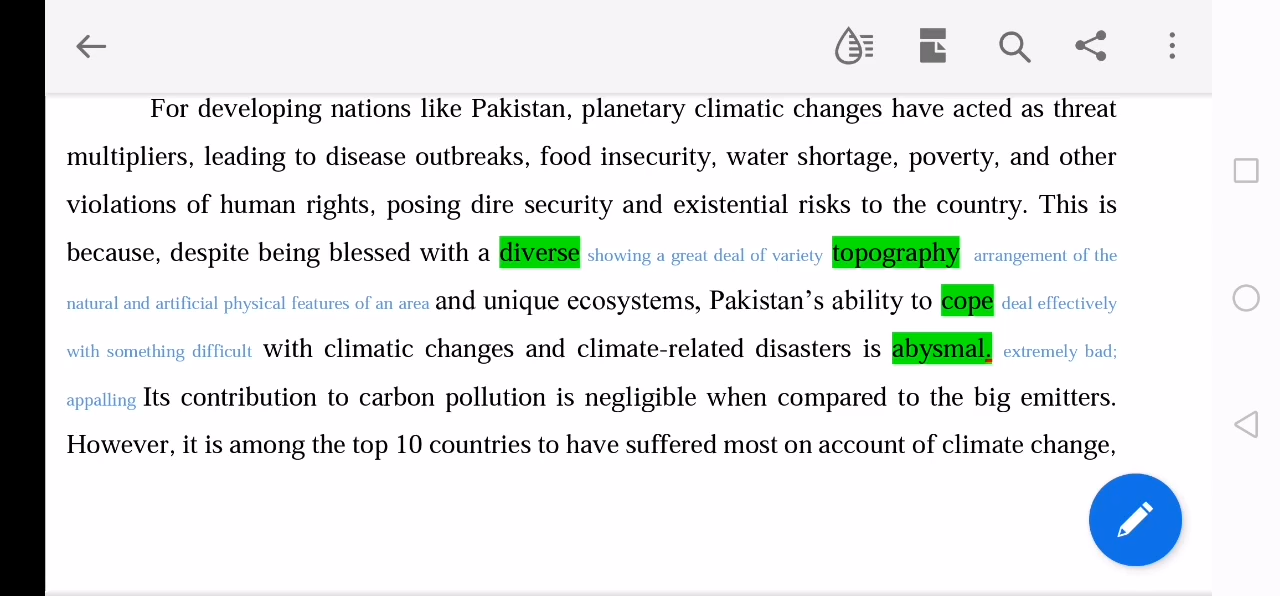 For developing nations like Pakistan, planetary climatic changes have acted as threat
multipliers, leading to disease outbreaks, food insecurity, water shortage, poverty, and other
violations of human rights, posing dire security and existential risks to the country. This is
because, despite being blessed with a diverse showing a great deal of variety topography arrangement of the
natural and artificial physical features of an area and unique ecosystems, Pakistan’s ability to cope deal effectively
with something difficult with climatic changes and climate-related disasters is abysmal. extremely bad;
appalling Its contribution to carbon pollution is negligible when compared to the big emitters.
However, it is among the top 10 countries to have suffered most on account of climate change,